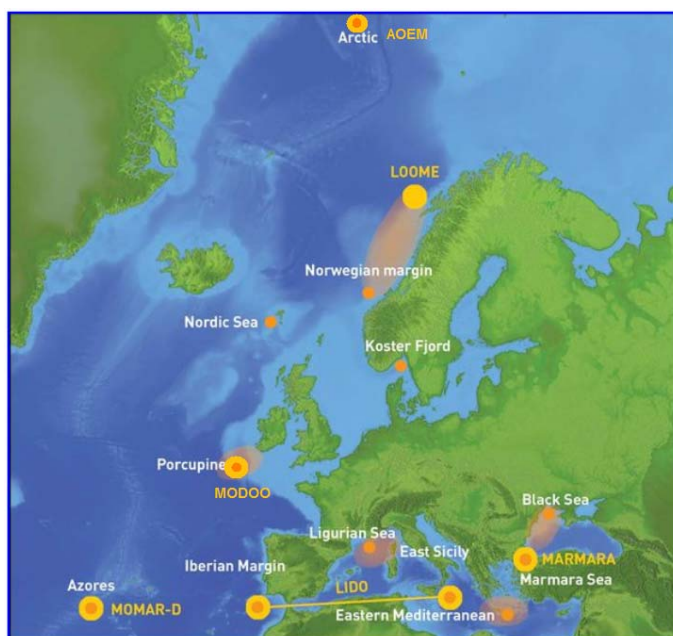 Arctic AOEM
LOOME
Norwegian margin
Nordic Sea
Koster Fjord
Porcupine
MODOO
Black Sea
Ligurian Sea
East Sicily
MARMARA
Iberian Margin
Marmara Sea
Azores
LIDO
MOMAR-D
Eastern Mediterranean